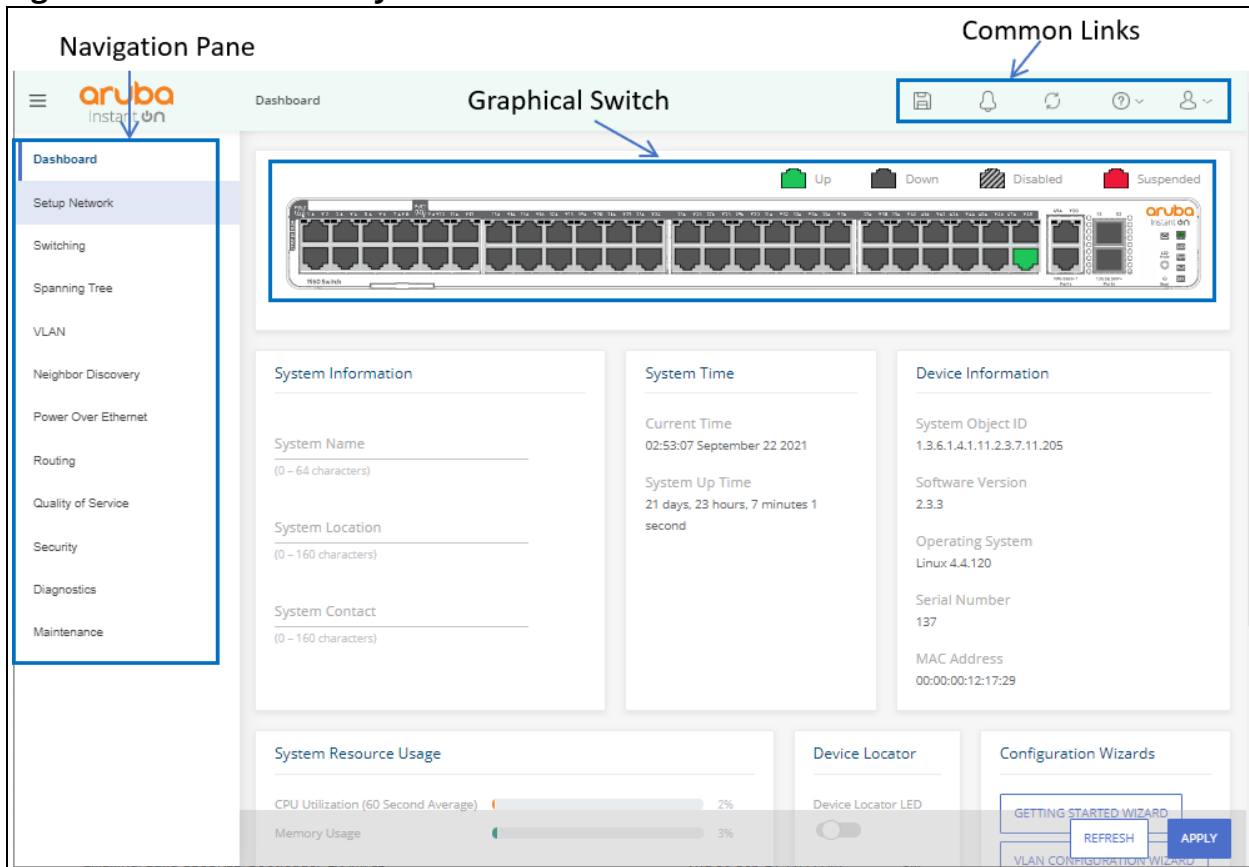 Navigation Pane
Common Links
aruba
Instant on
Dashboard
Graphical Switch
Dashboard
Setup Network
Switching
Spanning Tree
VLAN
Neighbor Discovery
Power Over Ethernet
Routing
Quality of Service
Security
Diagnostics
Maintenance
Up
Down
Disabled
Suspended
aruba
Instant on
1960 Switch
System Information
System Name
(0 – 64 characters)
System Location
(0 – 160 characters)
System Contact
(0 – 160 characters)
System Time
Current Time
02:53:07 September 22 2021
System Up Time
21 days, 23 hours, 7 minutes 1
second
Device Information
System Object ID
1.3.6.1.4.1.11.2.3.7.11.205
Software Version
2.3.3
Operating System
Linux 4.4.120
Serial Number
137
MAC Address
00:00:00:12:17:29
System Resource Usage
CPU Utilization (60 Second Average)
2%
Memory Usage
3%
Device Locator
Device Locator LED
Configuration Wizards
GETTING STARTED WIZARD
REFRESH
APPLY
VLAN CONFIGURATION WIZARD